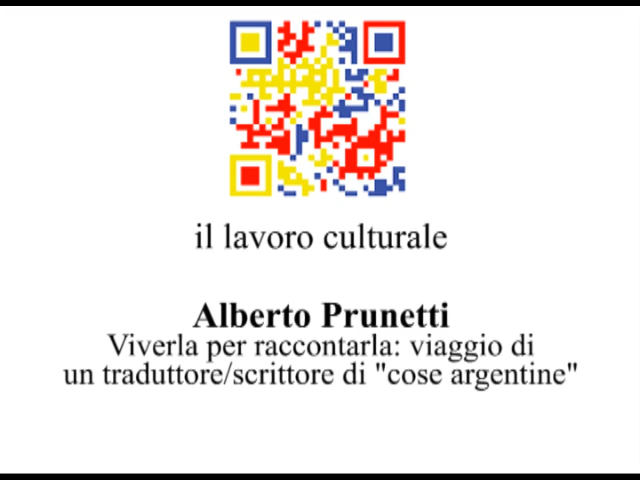 il lavoro culturale
Alberto Prunetti
Viverla per raccontarla: viaggio di
un traduttore/scrittore di "cose argentine"